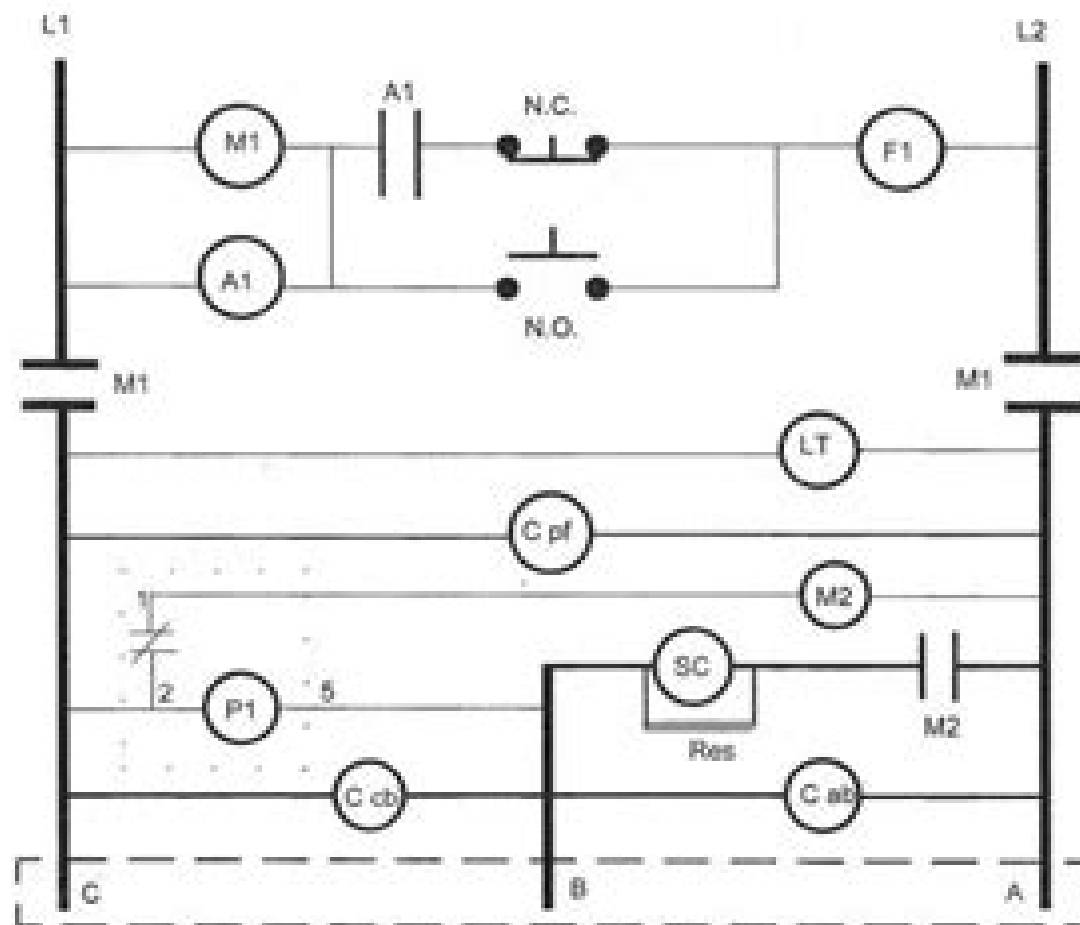 L1 L2
A1 N.C.
M1 F1
A1
N.O.
M1 M1
LT
C pf
1 M2
SC
2 P1 5
Res M2
C cb C ab
C B A